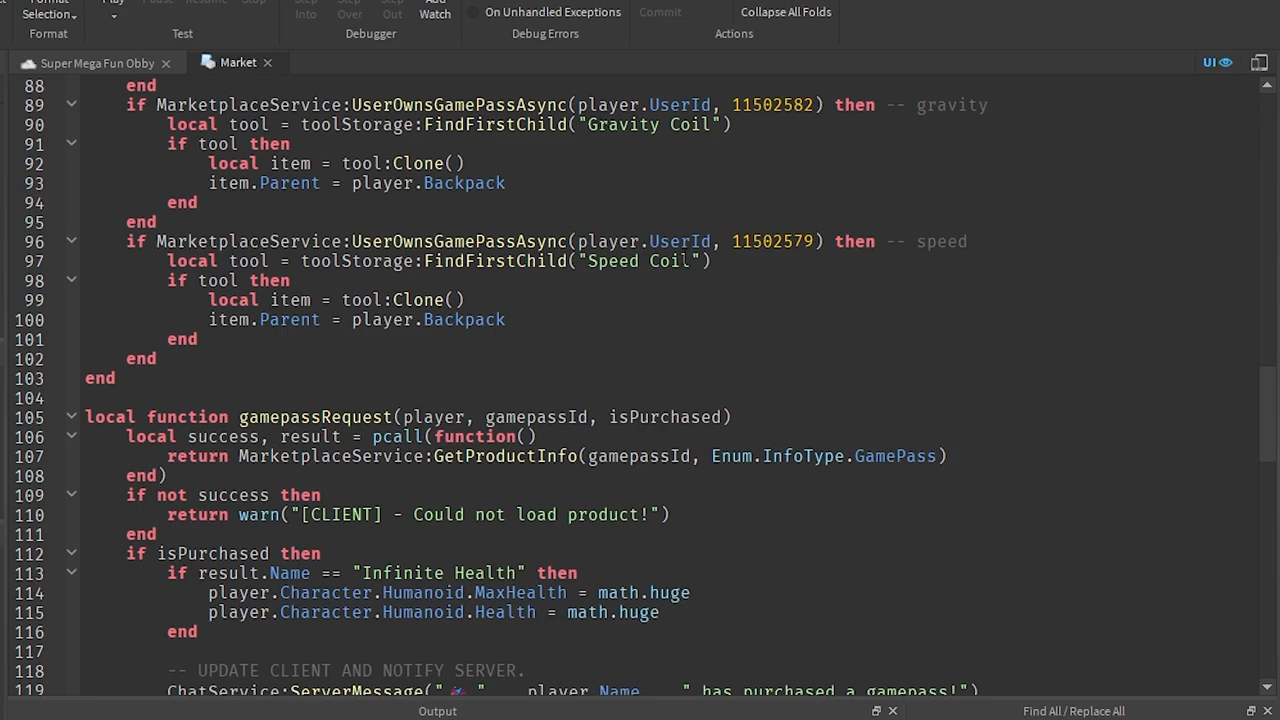 Format
Play
Pause
Resume
Stop
Step
Step
Step
Add
Selection
Into
Over
Out
Watch
On Unhandled Exceptions
Commit
Collapse All Folds
Format
Test
Debugger
Debug Errors
Actions
Super Mega Fun Obby
Market
UI
88 end
89 if MarketplaceService:UserOwnsGamePassAsync(player.UserId, 11502582) then -- gravity
90 local tool = toolStorage:FindFirstChild("Gravity Coil")
91 if tool then
92 local item = tool:Clone()
93 item.Parent = player.Backpack
94 end
95 end
96 if MarketplaceService:UserOwnsGamePassAsync(player.UserId, 11502579) then -- speed
97 local tool = toolStorage:FindFirstChild("Speed Coil")
98 if tool then
99 local item = tool:Clone()
100 item.Parent = player.Backpack
101 end
102 end
103 end
104
105 local function gamepassRequest(player, gamepassId, isPurchased)
106 local success, result = pcall(function()
107 return MarketplaceService:GetProductInfo(gamepassId, Enum.InfoType.GamePass)
108 end)
109 if not success then
110 return warn("[CLIENT] - Could not load product!")
111 end
112 if isPurchased then
113 if result.Name == "Infinite Health" then
114 player.Character.Humanoid.MaxHealth = math.huge
115 player.Character.Humanoid.Health = math.huge
116 end
117
118 -- UPDATE CLIENT AND NOTIFY SERVER.
119 ChatService:ServerMessage("🎉 " .. player.Name .. " has purchased a gamepass!")
Output
Find All / Replace All